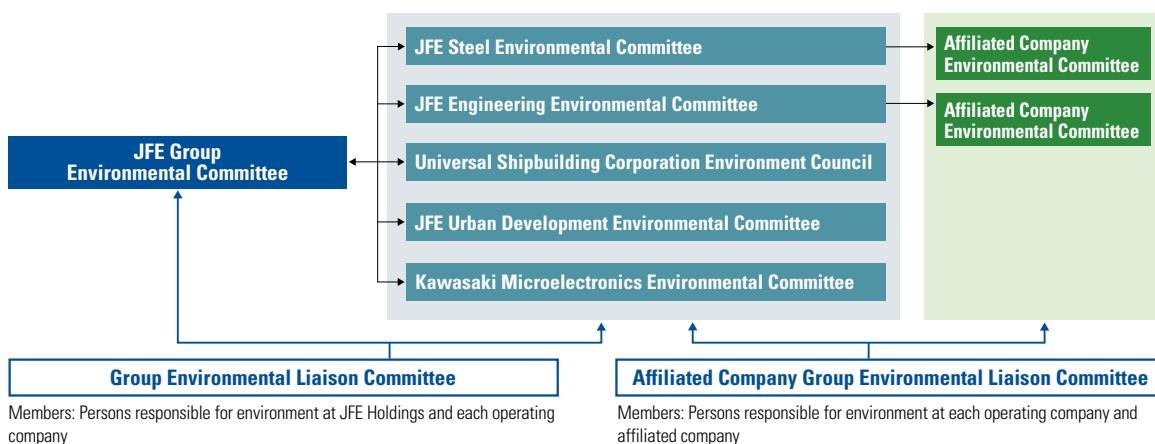 JFE Steel Environmental Committee
Affiliated Company
Environmental Committee
JFE Engineering Environmental Committee
Affiliated Company
Environmental Committee
JFE Group
Environmental Committee
Universal Shipbuilding Corporation Environment Council
JFE Urban Development Environmental Committee
Kawasaki Microelectronics Environmental Committee
Group Environmental Liaison Committee
Members: Persons responsible for environment at JFE Holdings and each operating
company
Affiliated Company Group Environmental Liaison Committee
Members: Persons responsible for environment at each operating company and
affiliated company